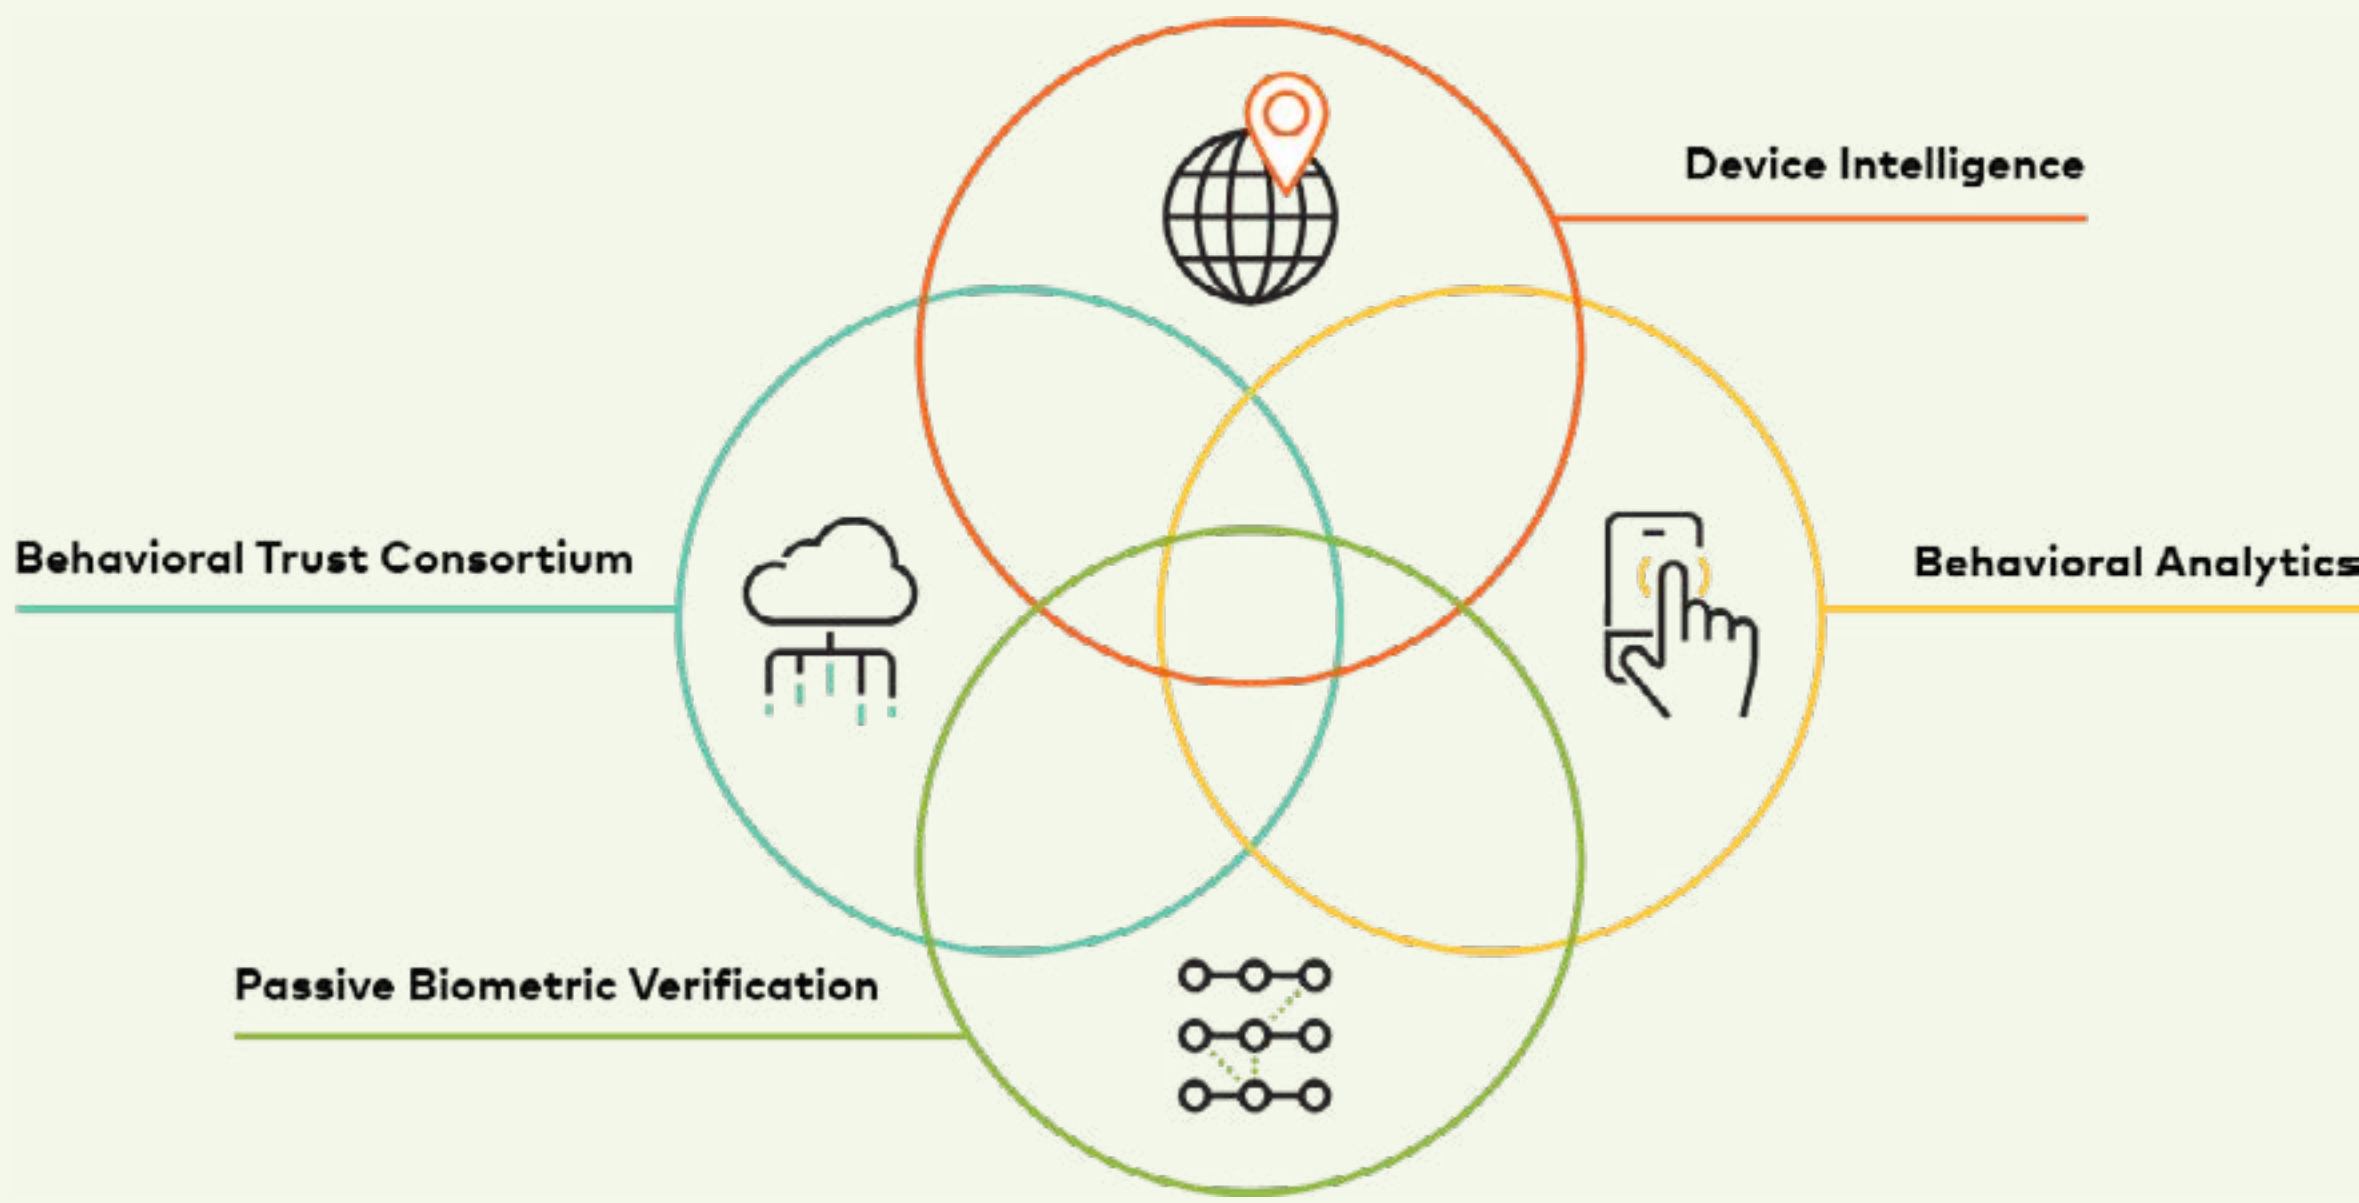 Device Intelligence
Behavioral Trust Consortium
Behavioral Analytics
Passive Biometric Verification